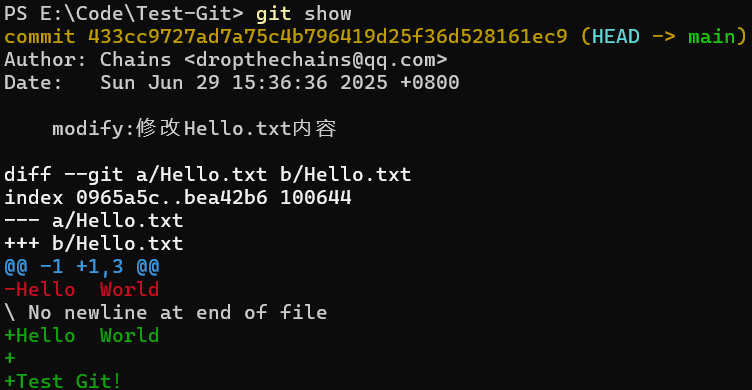 PS E:\Code\Test-Git> git show
commit 433cc9727ad7a75c4b796419d25f36d528161ec9 (HEAD -> main)
Author: Chains <dropthechains@qq.com>
Date:   Sun Jun 29 15:36:36 2025 +0800
    modify:修改Hello.txt内容
diff --git a/Hello.txt b/Hello.txt
index 0965a5c..bea42b6 100644
--- a/Hello.txt
+++ b/Hello.txt
@@ -1 +1,3 @@
-Hello  World
\ No newline at end of file
+Hello  World
+
+Test Git!